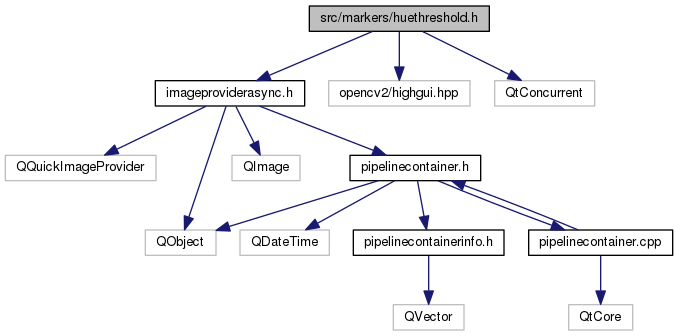 src/markers/huethreshold.h
imageproviderasync.h
opencv2/highgui.hpp
QtConcurrent
QQuickImageProvider
QImage
pipelinecontainer.h
QObject
QDateTime
pipelinecontainerinfo.h
pipelinecontainer.cpp
QVector
QtCore